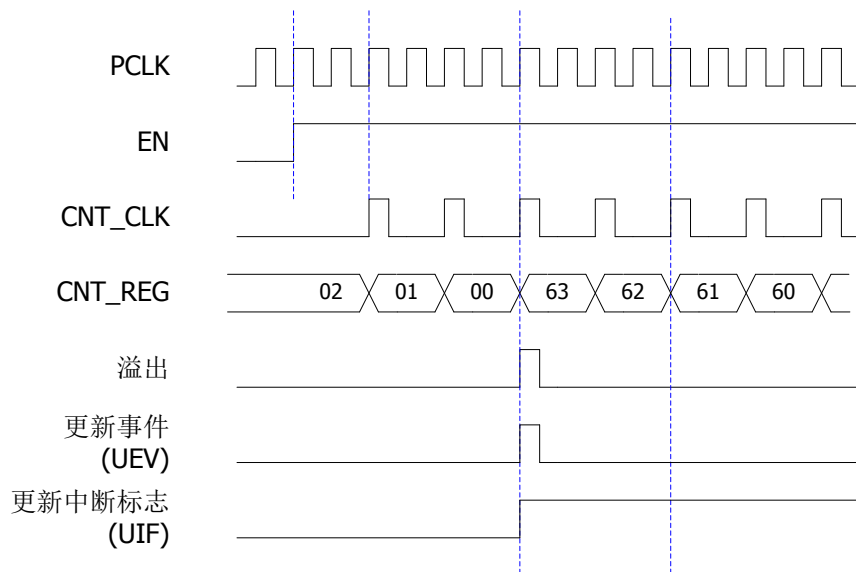 PCLK
EN
CNT_CLK
CNT_REG 02 01 00 63 62 61 60
溢出
更新事件
(UEV)
更新中断标志
(UIF)